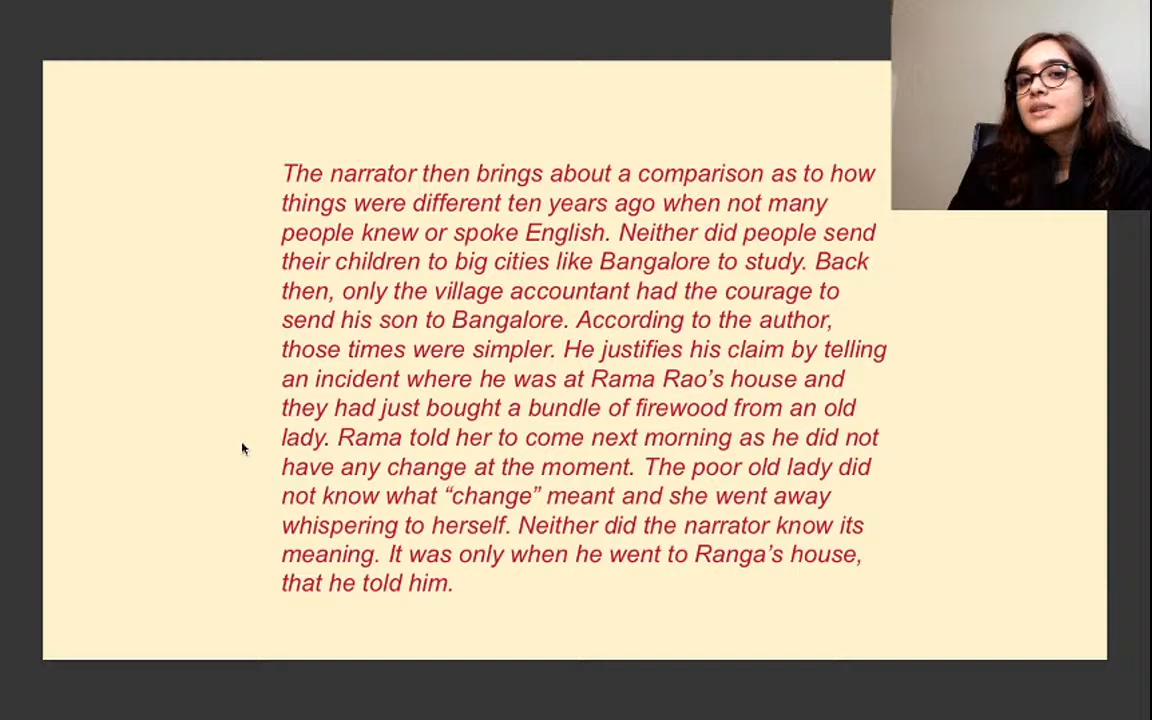 The narrator then brings about a comparison as to how
things were different ten years ago when not many
people knew or spoke English. Neither did people send
their children to big cities like Bangalore to study. Back
then, only the village accountant had the courage to
send his son to Bangalore. According to the author,
those times were simpler. He justifies his claim by telling
an incident where he was at Rama Rao’s house and
they had just bought a bundle of firewood from an old
lady. Rama told her to come next morning as he did not
have any change at the moment. The poor old lady did
not know what “change” meant and she went away
whispering to herself. Neither did the narrator know its
meaning. It was only when he went to Ranga’s house,
that he told him.